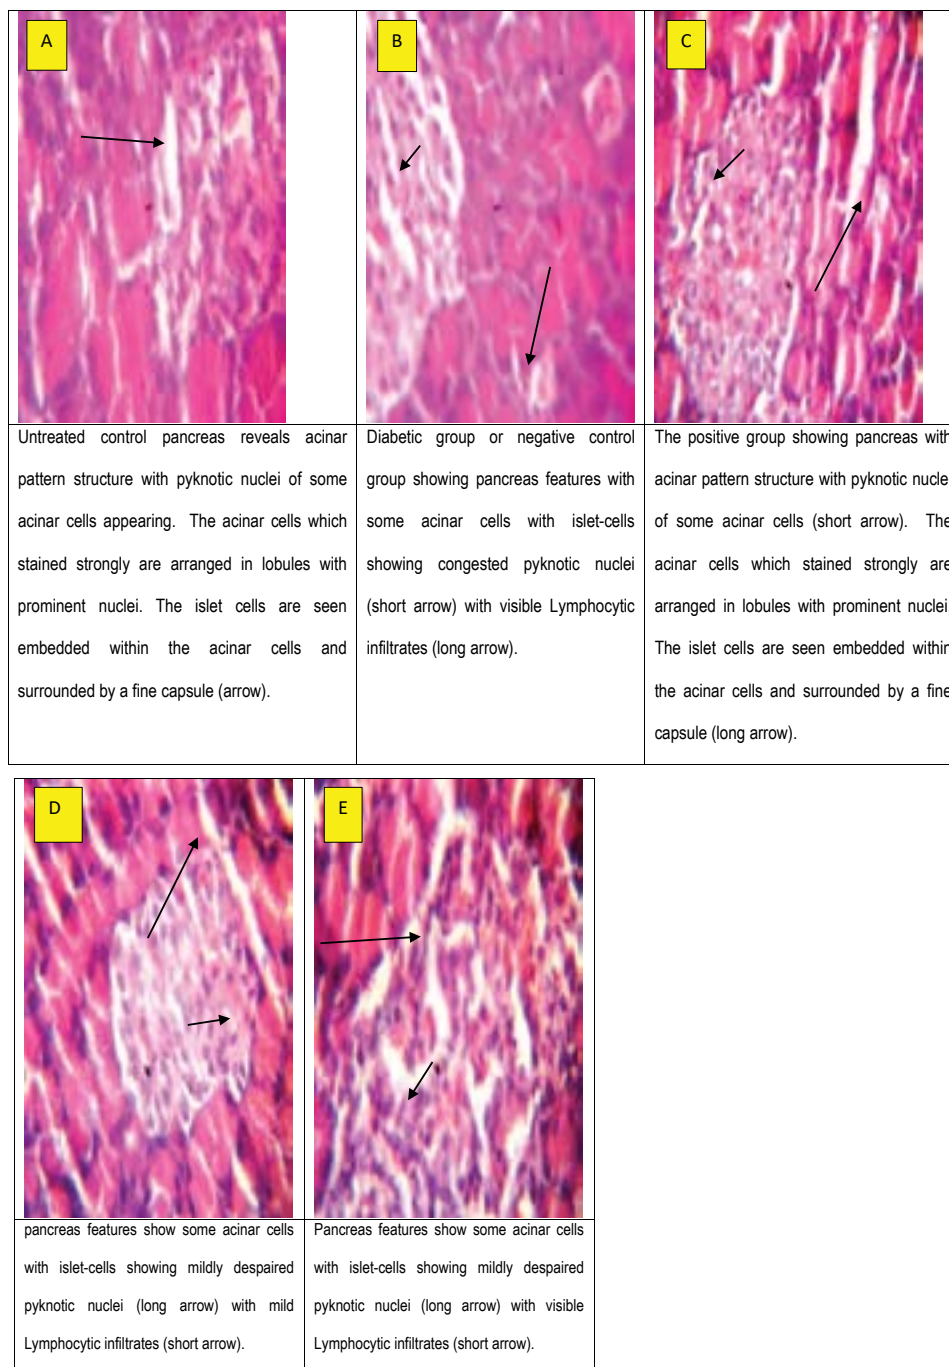 A
B
C
Untreated control pancreas reveals acinar
pattern structure with pyknotic nuclei of some
acinar cells appearing. The acinar cells which
stained strongly are arranged in lobules with
prominent nuclei. The islet cells are seen
embedded within the acinar cells and
surrounded by a fine capsule (arrow).
Diabetic group or negative control
group showing pancreas features with
some acinar cells with islet-cells
showing congested pyknotic nuclei
(short arrow) with visible Lymphocytic
infiltrates (long arrow).
The positive group showing pancreas with
acinar pattern structure with pyknotic nuclei
of some acinar cells (short arrow). The
acinar cells which stained strongly are
arranged in lobules with prominent nuclei.
The islet cells are seen embedded within
the acinar cells and surrounded by a fine
capsule (long arrow).
D
E
pancreas features show some acinar cells
with islet-cells showing mildly despaired
pyknotic nuclei (long arrow) with mild
Lymphocytic infiltrates (short arrow).
Pancreas features show some acinar cells
with islet-cells showing mildly despaired
pyknotic nuclei (long arrow) with visible
Lymphocytic infiltrates (short arrow).